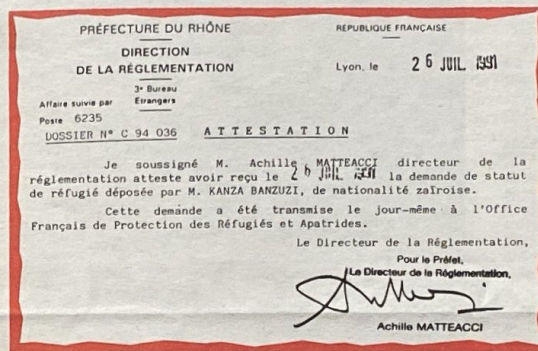 PRÉFECTURE DU RHÔNE
RÉPUBLIQUE FRANÇAISE
DIRECTION
DE LA RÉGLEMENTATION
Lyon, le 26 JUIL. 1991
3e Bureau
Affaire suivie par Étrangers
Poste 6235
DOSSIER N° C 94 036 ATTESTATION
Je soussigné M. Achille MATTEACCI directeur de la
réglementation atteste avoir reçu le 26 JUIL. 1991 la demande de statut
de réfugié déposée par M. KANZA BANZUZI, de nationalité zaïroise.
Cette demande a été transmise le jour-même à l'Office
Français de Protection des Réfugiés et Apatrides.
Le Directeur de la Réglementation,
Pour le Préfet,
Le Directeur de la Réglementation,
Achille MATTEACCI